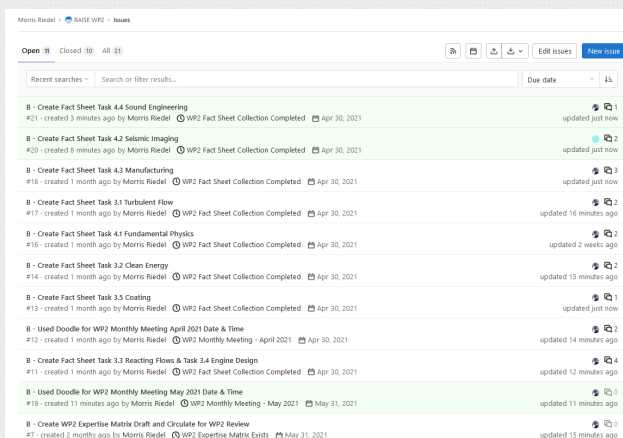 Morris Riedel > RAISE WP2 > Issues
Open 11 Closed 10 All 21
Edit issues New issue
Recent searches Search or filter results... Due date
B - Create Fact Sheet Task 4.4 Sound Engineering 1
#21 · created 3 minutes ago by Morris Riedel WP2 Fact Sheet Collection Completed Apr 30, 2021 updated just now
B - Create Fact Sheet Task 4.2 Seismic Imaging 2
#20 · created 8 minutes ago by Morris Riedel WP2 Fact Sheet Collection Completed Apr 30, 2021 updated just now
B - Create Fact Sheet Task 4.3 Manufacturing 3
#18 · created 1 month ago by Morris Riedel WP2 Fact Sheet Collection Completed Apr 30, 2021 updated just now
B - Create Fact Sheet Task 3.1 Turbulent Flow 2
#17 · created 1 month ago by Morris Riedel WP2 Fact Sheet Collection Completed Apr 30, 2021 updated 16 minutes ago
B - Create Fact Sheet Task 4.1 Fundamental Physics 2
#16 · created 1 month ago by Morris Riedel WP2 Fact Sheet Collection Completed Apr 30, 2021 updated 2 weeks ago
B - Create Fact Sheet Task 3.2 Clean Energy 2
#14 · created 1 month ago by Morris Riedel WP2 Fact Sheet Collection Completed Apr 30, 2021 updated 15 minutes ago
B - Create Fact Sheet Task 3.5 Coating 1
#13 · created 1 month ago by Morris Riedel WP2 Fact Sheet Collection Completed Apr 30, 2021 updated just now
B - Used Doodle for WP2 Monthly Meeting April 2021 Date & Time 2
#12 · created 1 month ago by Morris Riedel WP2 Monthly Meeting - April 2021 Apr 30, 2021 updated 14 minutes ago
B - Create Fact Sheet Task 3.3 Reacting Flows & Task 3.4 Engine Design 4
#11 · created 1 month ago by Morris Riedel WP2 Fact Sheet Collection Completed Apr 30, 2021 updated 12 minutes ago
B - Used Doodle for WP2 Monthly Meeting May 2021 Date & Time 0
#19 · created 11 minutes ago by Morris Riedel WP2 Monthly Meeting - May 2021 May 31, 2021 updated 11 minutes ago
B - Create WP2 Expertise Matrix Draft and Circulate for WP2 Review 0
#7 · created 2 months ago by Morris Riedel WP2 Expertise Matrix Exists May 31, 2021 updated 15 minutes ago